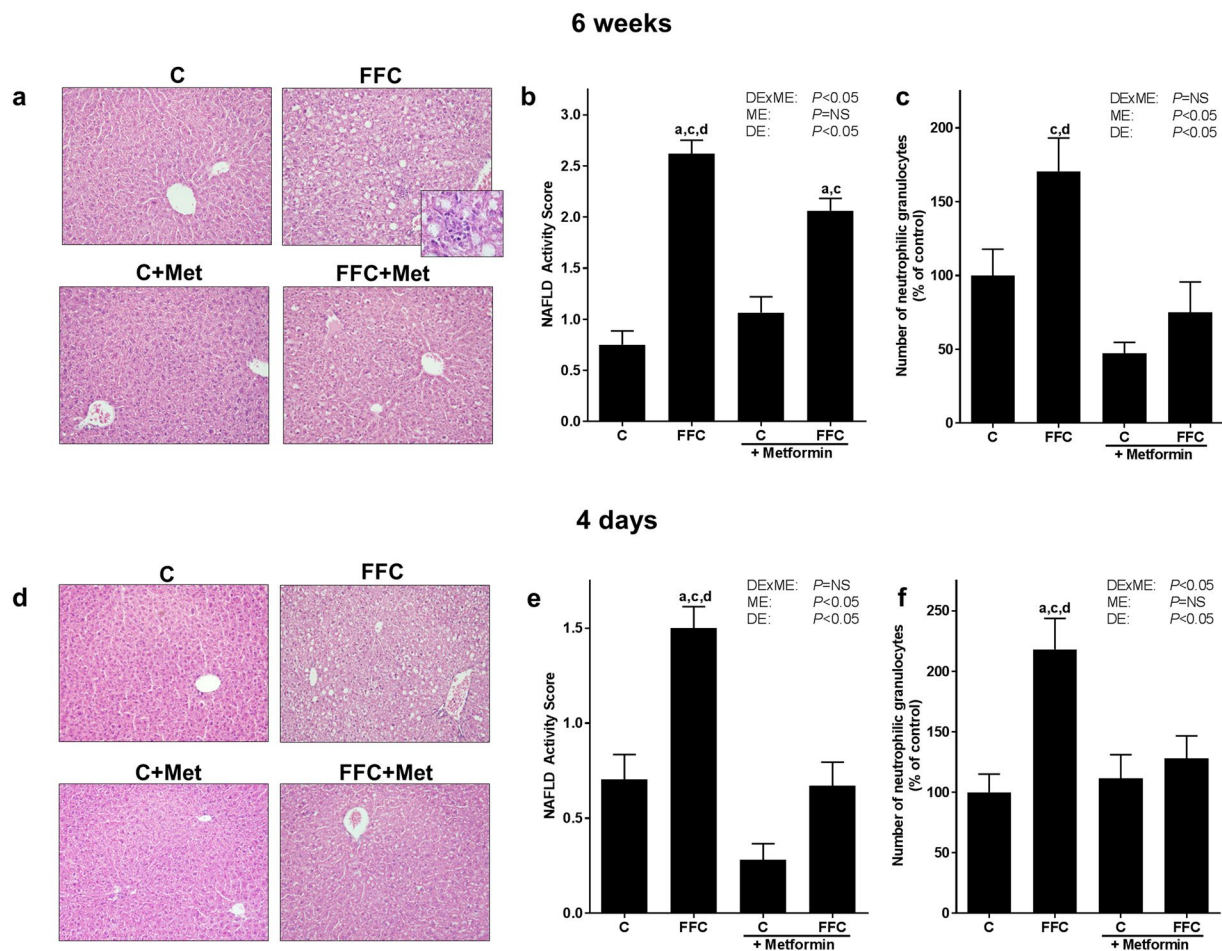 6 weeks
a
C
FFC
C+Met
FFC+Met
b
DExME: P<0.05
ME: P=NS
DE: P<0.05
NAFLD Activity Score
3.0
2.5
2.0
1.5
1.0
0.5
0.0
a,c,d
a,c
C
FFC
C
FFC
+ Metformin
c
DExME: P=NS
ME: P<0.05
DE: P<0.05
Number of neutrophilic granulocytes
(% of control)
200
150
100
50
0
c,d
C
FFC
C
FFC
+ Metformin
4 days
d
C
FFC
C+Met
FFC+Met
e
DExME: P=NS
ME: P<0.05
DE: P<0.05
NAFLD Activity Score
1.5
1.0
0.5
0.0
a,c,d
C
FFC
C
FFC
+ Metformin
f
DExME: P<0.05
ME: P=NS
DE: P<0.05
Number of neutrophilic granulocytes
(% of control)
250
200
150
100
50
0
a,c,d
C
FFC
C
FFC
+ Metformin